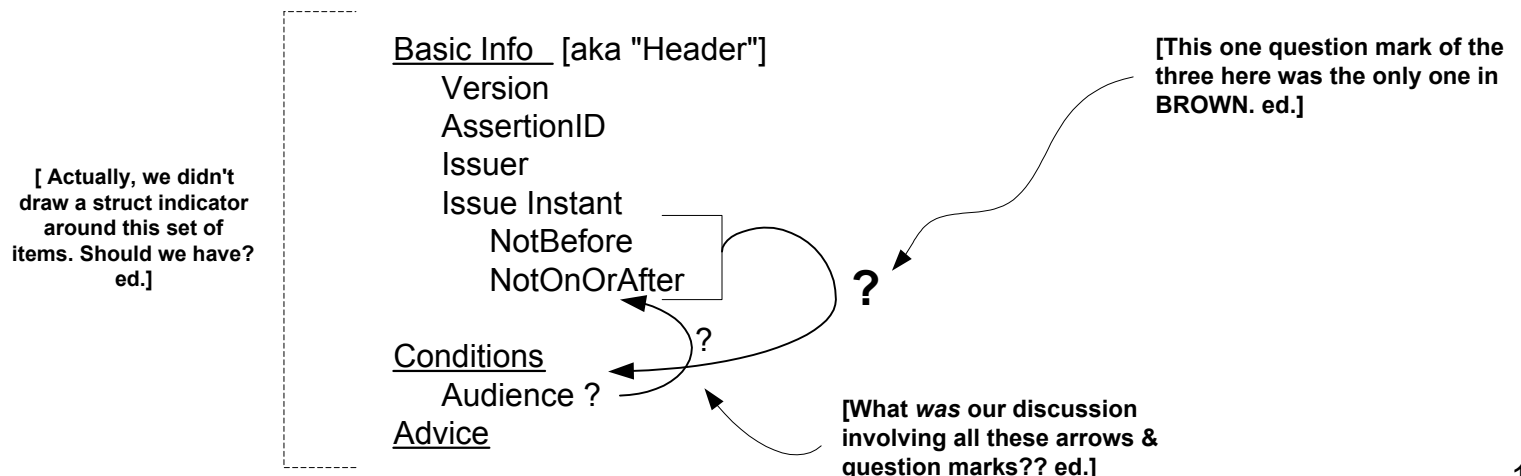 Basic Info   [aka "Header"]
Version
AssertionID
Issuer
Issue Instant
NotBefore
NotOnOrAfter
Conditions
Audience ?
Advice
?
?
[ Actually, we didn't
draw a struct indicator
around this set of
items. Should we have?
ed.]
[This one question mark of the
three here was the only one in
BROWN. ed.]
[What was our discussion
involving all these arrows &
question marks?? ed.]
1